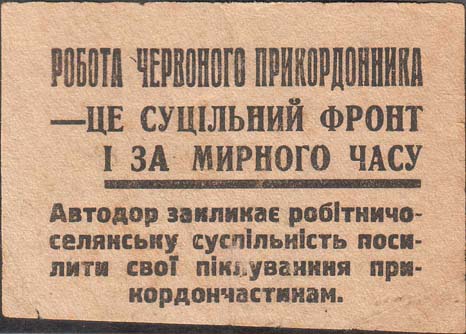 РОБОТА ЧЕРВОНОГО ПРИКОРДОННИКА
—ЦЕ СУЦІЛЬНИЙ ФРОНТ
І ЗА МИРНОГО ЧАСУ
Автодор закликає робітничо-
селянську суспільність поси-
лити свої піклуванння при-
кордончастинам.